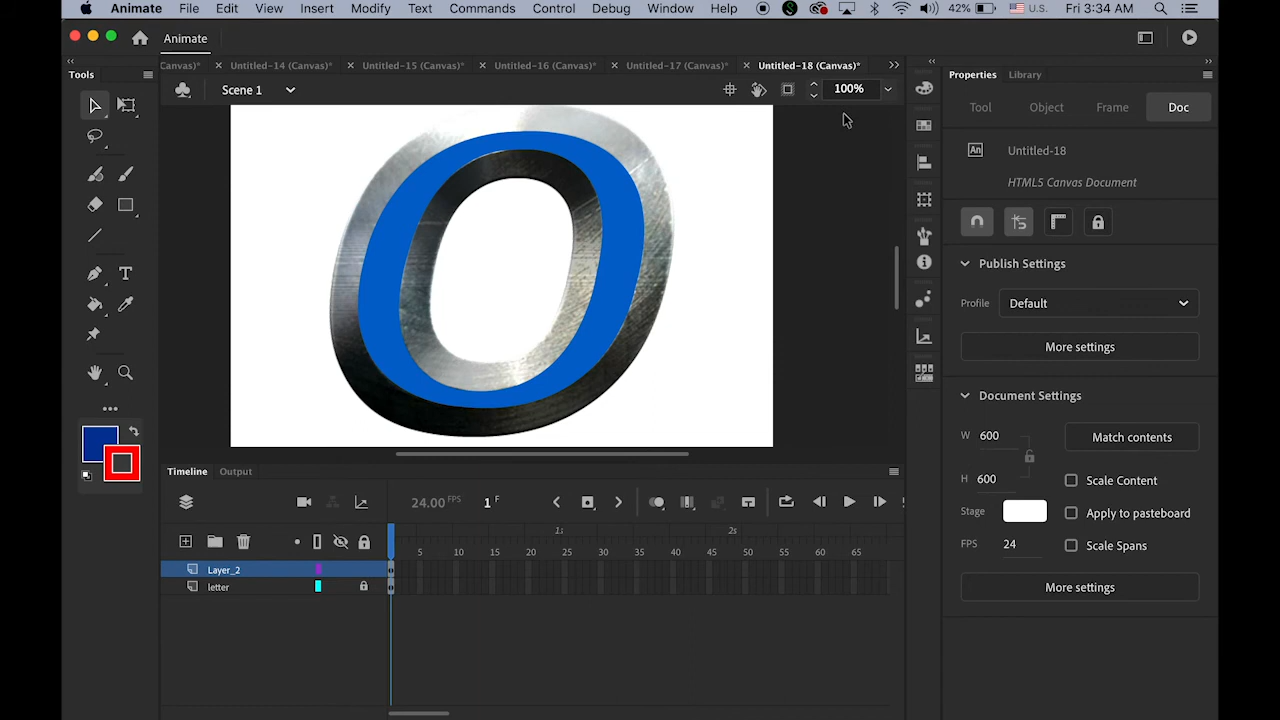 Animate File Edit View Insert Modify Text Commands Control Debug Window Help 42% U.S. Fri 3:34 AM
Animate
Tools
Canvas)* × Untitled-14 (Canvas)* × Untitled-15 (Canvas)* × Untitled-16 (Canvas)* × Untitled-17 (Canvas)* × Untitled-18 (Canvas)*
Properties Library
Scene 1 100%
Tool Object Frame Doc
An Untitled-18
HTML5 Canvas Document
O
T
Publish Settings
Profile Default
More settings
Document Settings
W 600 Match contents
H 600 Scale Content
Stage Apply to pasteboard
FPS 24 Scale Spans
More settings
Timeline Output
24.00 FPS 1 F
1s 2s
5 10 15 20 25 30 35 40 45 50 55 60 65
Layer_2
letter